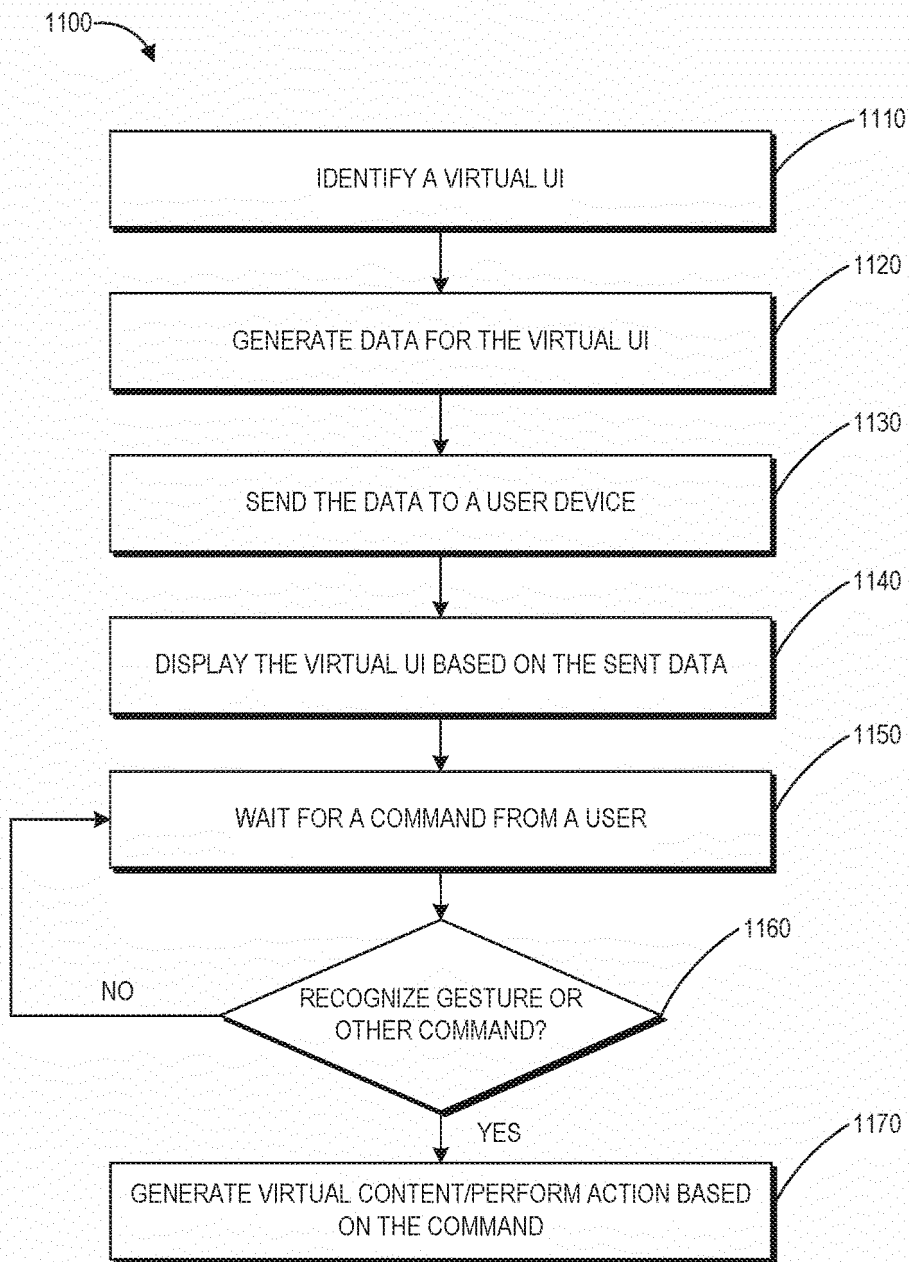 1100
1110
IDENTIFY A VIRTUAL UI
1120
GENERATE DATA FOR THE VIRTUAL UI
1130
SEND THE DATA TO A USER DEVICE
1140
DISPLAY THE VIRTUAL UI BASED ON THE SENT DATA
1150
WAIT FOR A COMMAND FROM A USER
1160
NO
RECOGNIZE GESTURE OR
OTHER COMMAND?
YES
1170
GENERATE VIRTUAL CONTENT/PERFORM ACTION BASED
ON THE COMMAND